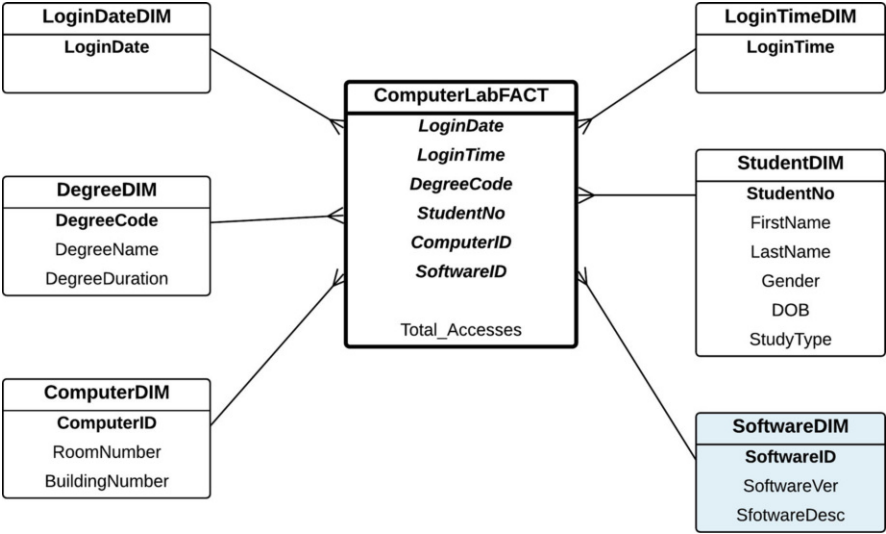 LoginDateDIM
LoginDate
LoginTimeDIM
LoginTime
ComputerLabFACT
LoginDate
LoginTime
DegreeCode
StudentNo
ComputerID
SoftwareID
Total_Accesses
DegreeDIM
DegreeCode
DegreeName
DegreeDuration
StudentDIM
StudentNo
FirstName
LastName
Gender
DOB
StudyType
ComputerDIM
ComputerID
RoomNumber
BuildingNumber
SoftwareDIM
SoftwareID
SoftwareVer
SfotwareDesc